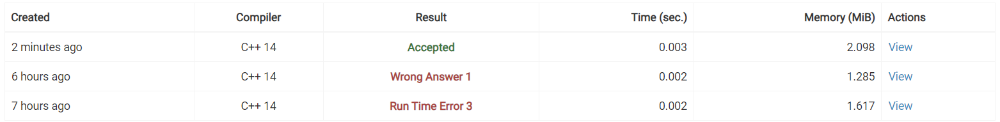 Created Compiler Result Time (sec.) Memory (MiB) Actions
2 minutes ago C++ 14 Accepted 0.003 2.098 View
6 hours ago C++ 14 Wrong Answer 1 0.002 1.285 View
7 hours ago C++ 14 Run Time Error 3 0.002 1.617 View